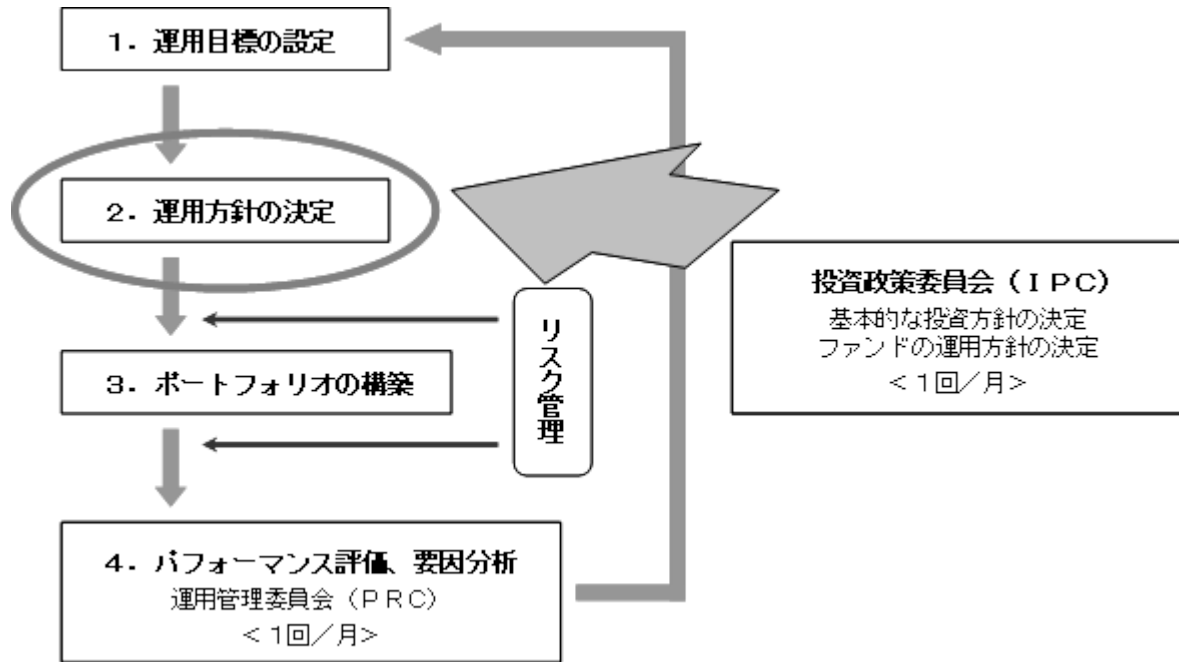 １．運用目標の設定
２．運用方針の決定
３．ポートフォリオの構築
４．パフォーマンス評価、要因分析
運用管理委員会（ＰＲＣ）
＜１回／月＞
リスク管理
投資政策委員会（ＩＰＣ）
基本的な投資方針の決定
ファンドの運用方針の決定
＜１回／月＞